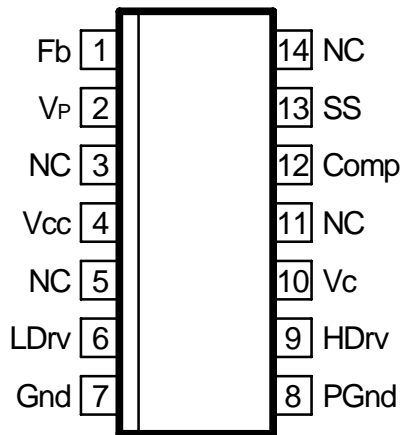 Fb 1 14 NC
VP 2 13 SS
NC 3 12 Comp
Vcc 4 11 NC
NC 5 10 Vc
LDrv 6 9 HDrv
Gnd 7 8 PGnd